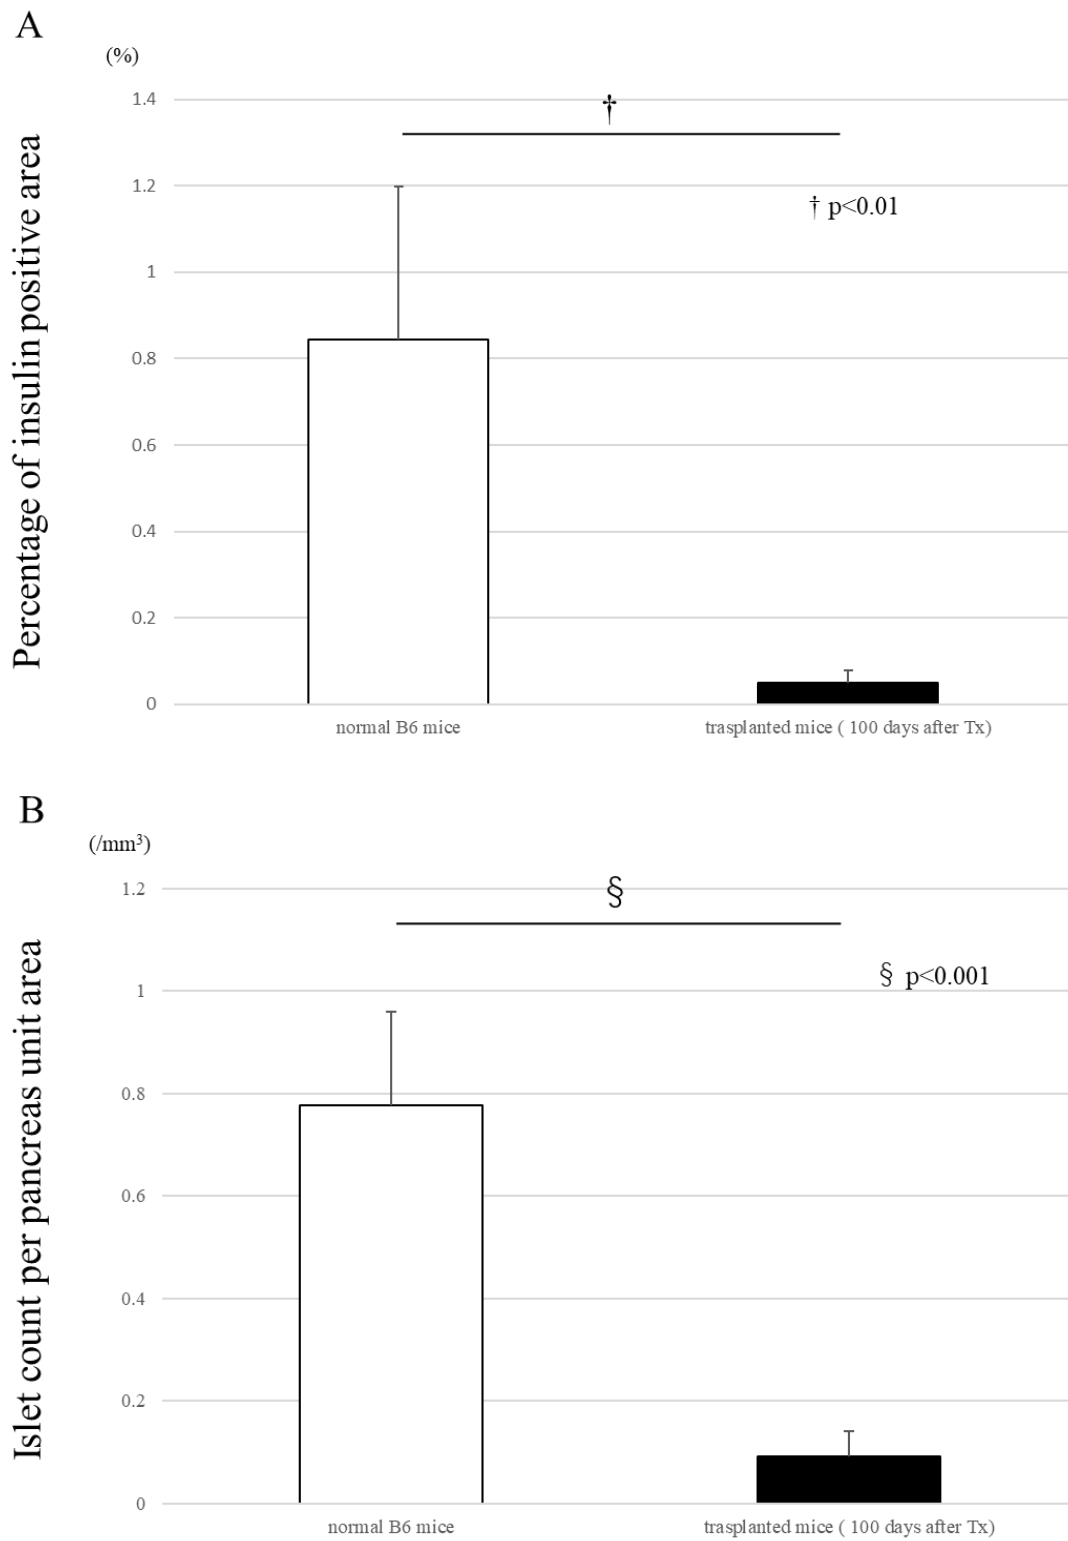 A
(%)
Percentage of insulin positive area
1.4
†
1.2
† p<0.01
1
0.8
0.6
0.4
0.2
0
normal B6 mice
trasplanted mice ( 100 days after Tx)
B
(/mm³)
Islet count per pancreas unit area
1.2
§
§ p<0.001
1
0.8
0.6
0.4
0.2
0
normal B6 mice
trasplanted mice ( 100 days after Tx)